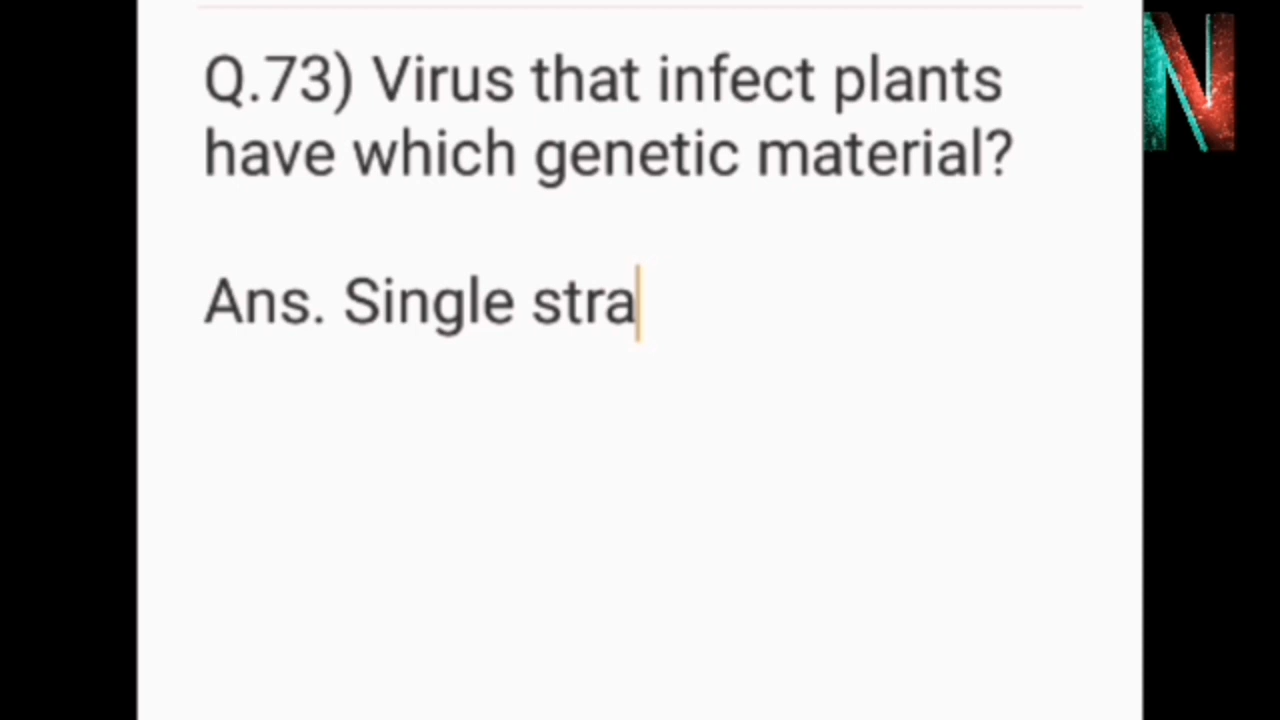 Q.73) Virus that infect plants
have which genetic material?
Ans. Single stra
N